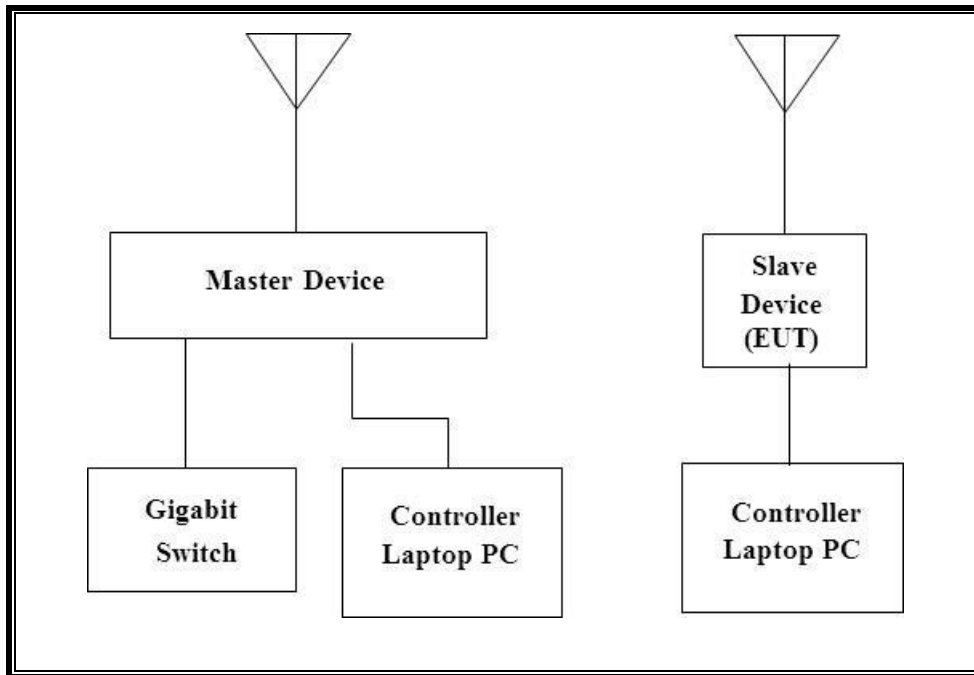 Master Device
Slave
Device
(EUT)
Gigabit
Switch
Controller
Laptop PC
Controller
Laptop PC